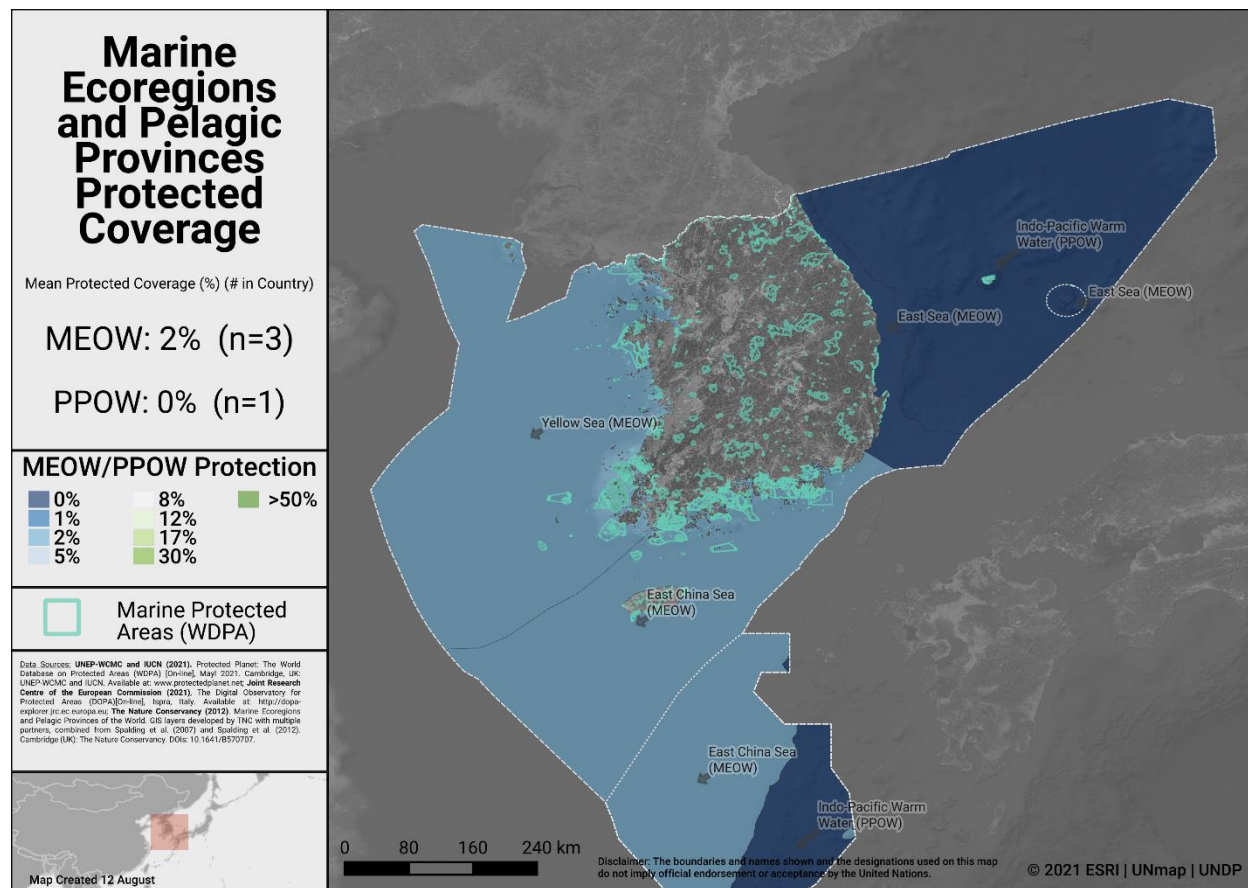 Marine
Ecoregions
and Pelagic
Provinces
Protected
Coverage
Mean Protected Coverage (%) (# in Country)
MEOW: 2% (n=3)
PPOW: 0% (n=1)
MEOW/PPOW Protection
0%
1%
2%
5%
8%
12%
17%
30%
>50%
Marine Protected
Areas (WDPA)
Data Sources: UNEP-WCMC and IUCN (2021). Protected Planet: The World
Database on Protected Areas (WDPA) [On-line], Mayl 2021. Cambridge, UK:
UNEP-WCMC and IUCN. Available at: www.protectedplanet.net; Joint Research
Centre of the European Commission (2021), The Digital Observatory for
Protected Areas (DOPA)[On-line], Ispra, Italy. Available at: http://dopa-
explorer.jrc.ec.europa.eu; The Nature Conservancy (2012). Marine Ecoregions
and Pelagic Provinces of the World. GIS layers developed by TNC with multiple
partners, combined from Spalding et al. (2007) and Spalding et al. (2012).
Cambridge (UK): The Nature Conservancy. DOIs: 10.1641/B570707.
Map Created 12 August
Indo-Pacific Warm
Water (PPOW)
East Sea (MEOW)
East Sea (MEOW)
Yellow Sea (MEOW)
East China Sea
(MEOW)
East China Sea
(MEOW)
Indo-Pacific Warm
Water (PPOW)
0 80 160 240 km
Disclaimer: The boundaries and names shown and the designations used on this map
do not imply official endorsement or acceptance by the United Nations.
© 2021 ESRI | UNmap | UNDP